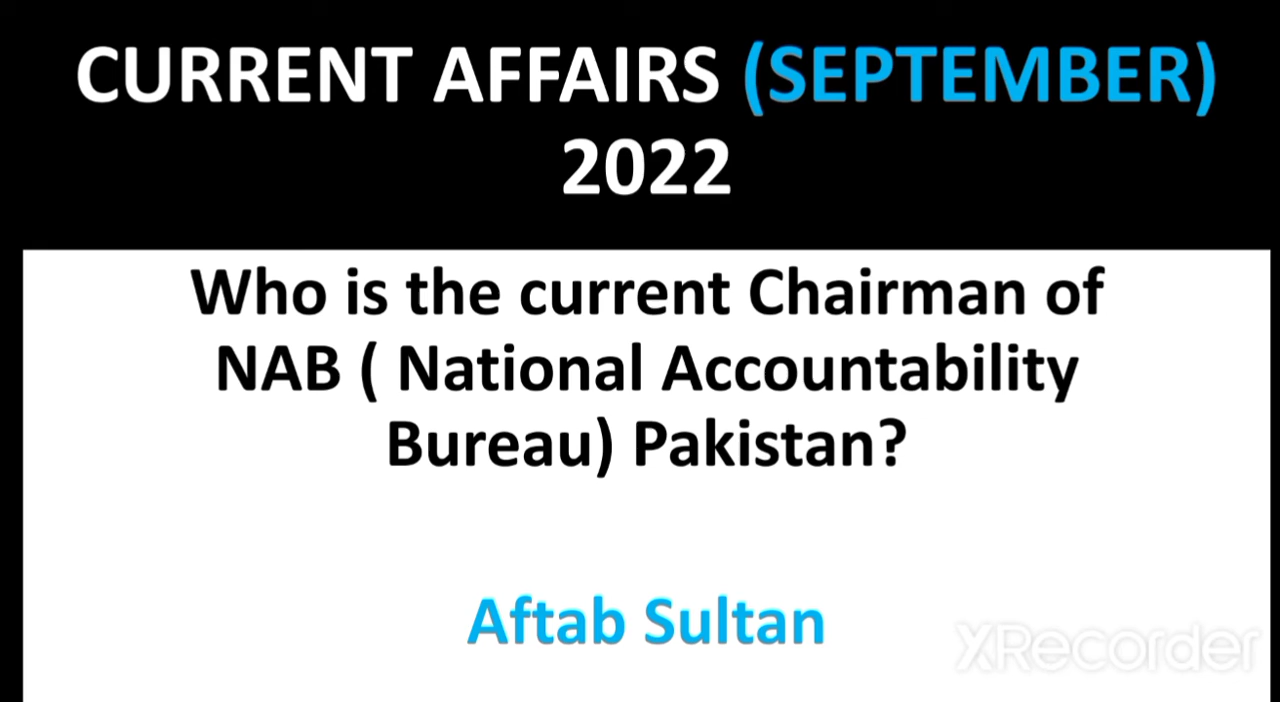 CURRENT AFFAIRS (SEPTEMBER)
2022
Who is the current Chairman of
NAB ( National Accountability
Bureau) Pakistan?
Aftab Sultan
XRecorder